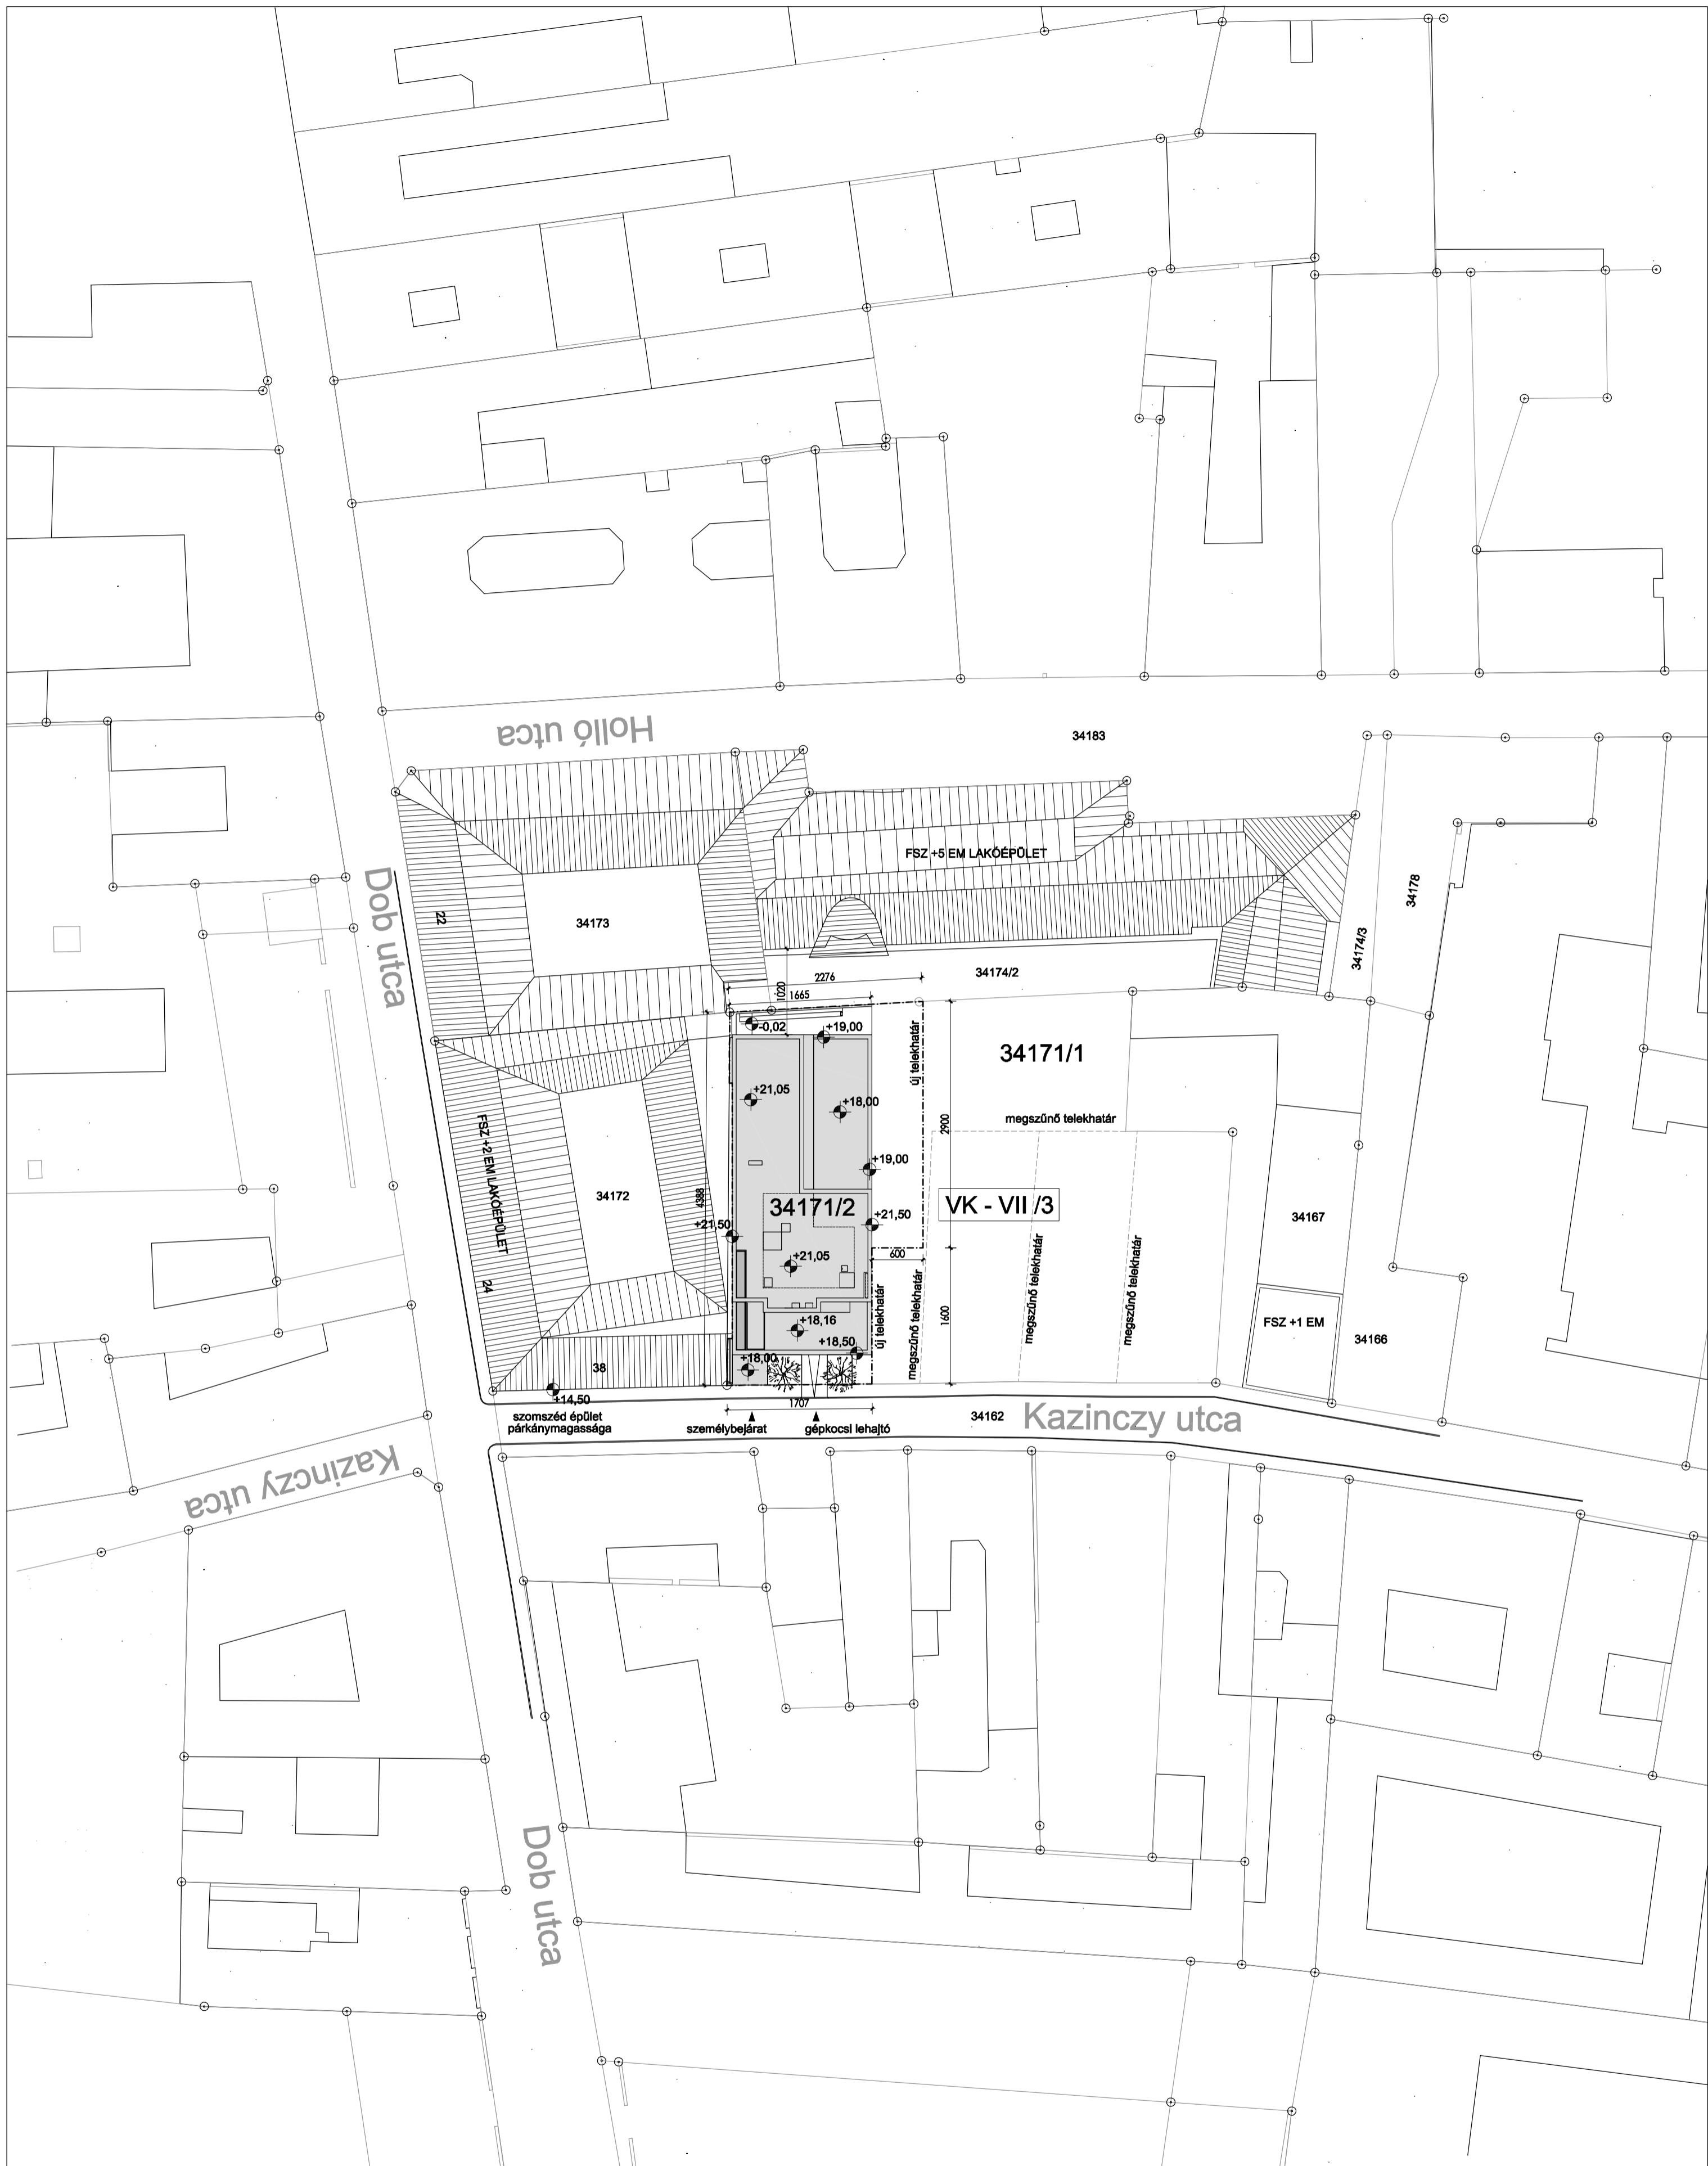 Holló utca
34183
FSZ +5 EM LAKÓÉPÜLET
Dob utca
22
34173
34178
34174/3
34174/2
2276
1020
1665
-0,02
+19,00
új telekhatár
34171/1
+21,05
+18,00
megszűnő telekhatár
2900
+19,00
FSZ +2 EM LAKÓÉPÜLET
34172
4388
34171/2
VK - VII /3
+21,50
+21,50
34167
+21,05
600
megszűnő telekhatár
megszűnő telekhatár
megszűnő telekhatár
24
új telekhatár
1600
+18,16
FSZ +1 EM
34166
+18,50
38
+18,00
+14,50
szomszéd épület
párkánymagassága
1707
személybejárat
gépkocsi lehajtó
34162
Kazinczy utca
Kazinczy utca
Dob utca